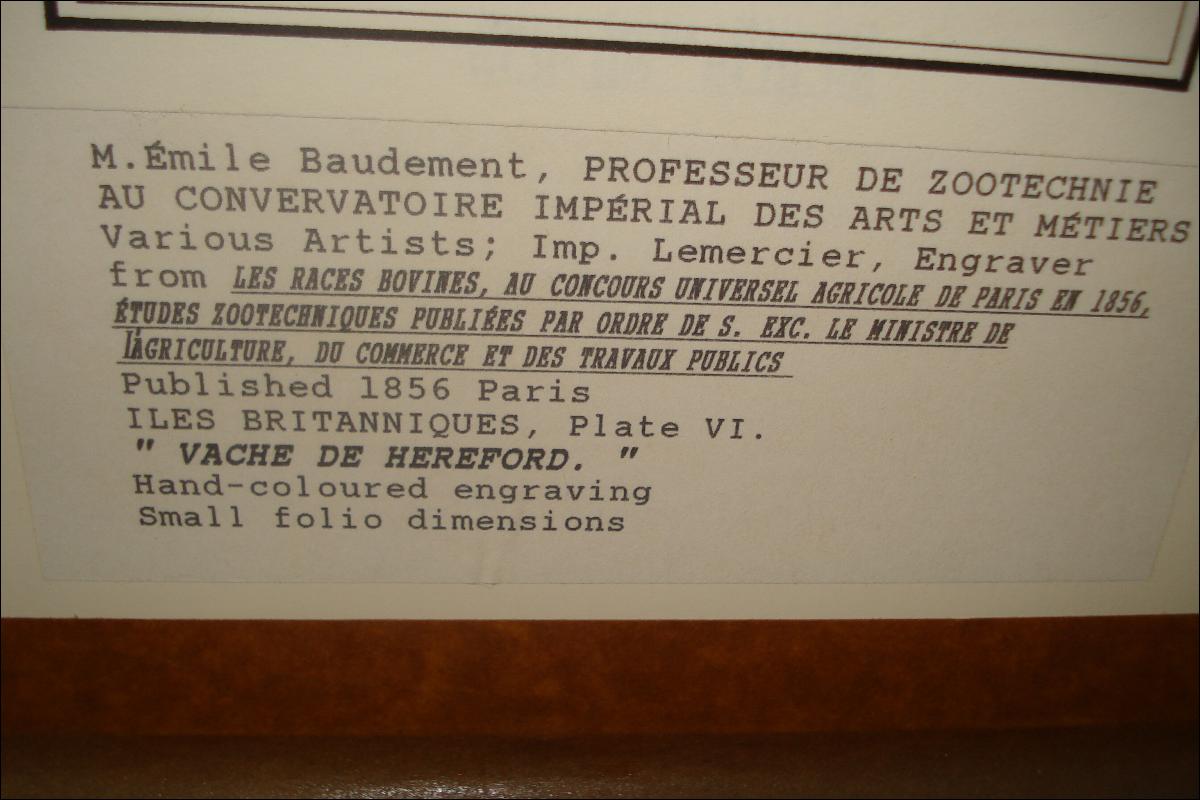 M.Émile Baudement, PROFESSEUR DE ZOOTECHNIE
AU CONVERVATOIRE IMPÉRIAL DES ARTS ET MÉTIERS
Various Artists; Imp. Lemercier, Engraver
from LES RACES BOVINES, AU CONCOURS UNIVERSEL AGRICOLE DE PARIS EN 1856,
ÉTUDES ZOOTECHNIQUES PUBLIÉES PAR ORDRE DE S. EXC. LE MINISTRE DE
L'AGRICULTURE, DU COMMERCE ET DES TRAVAUX PUBLICS
Published 1856 Paris
ILES BRITANNIQUES, Plate VI.
" VACHE DE HEREFORD. "
Hand-coloured engraving
Small folio dimensions